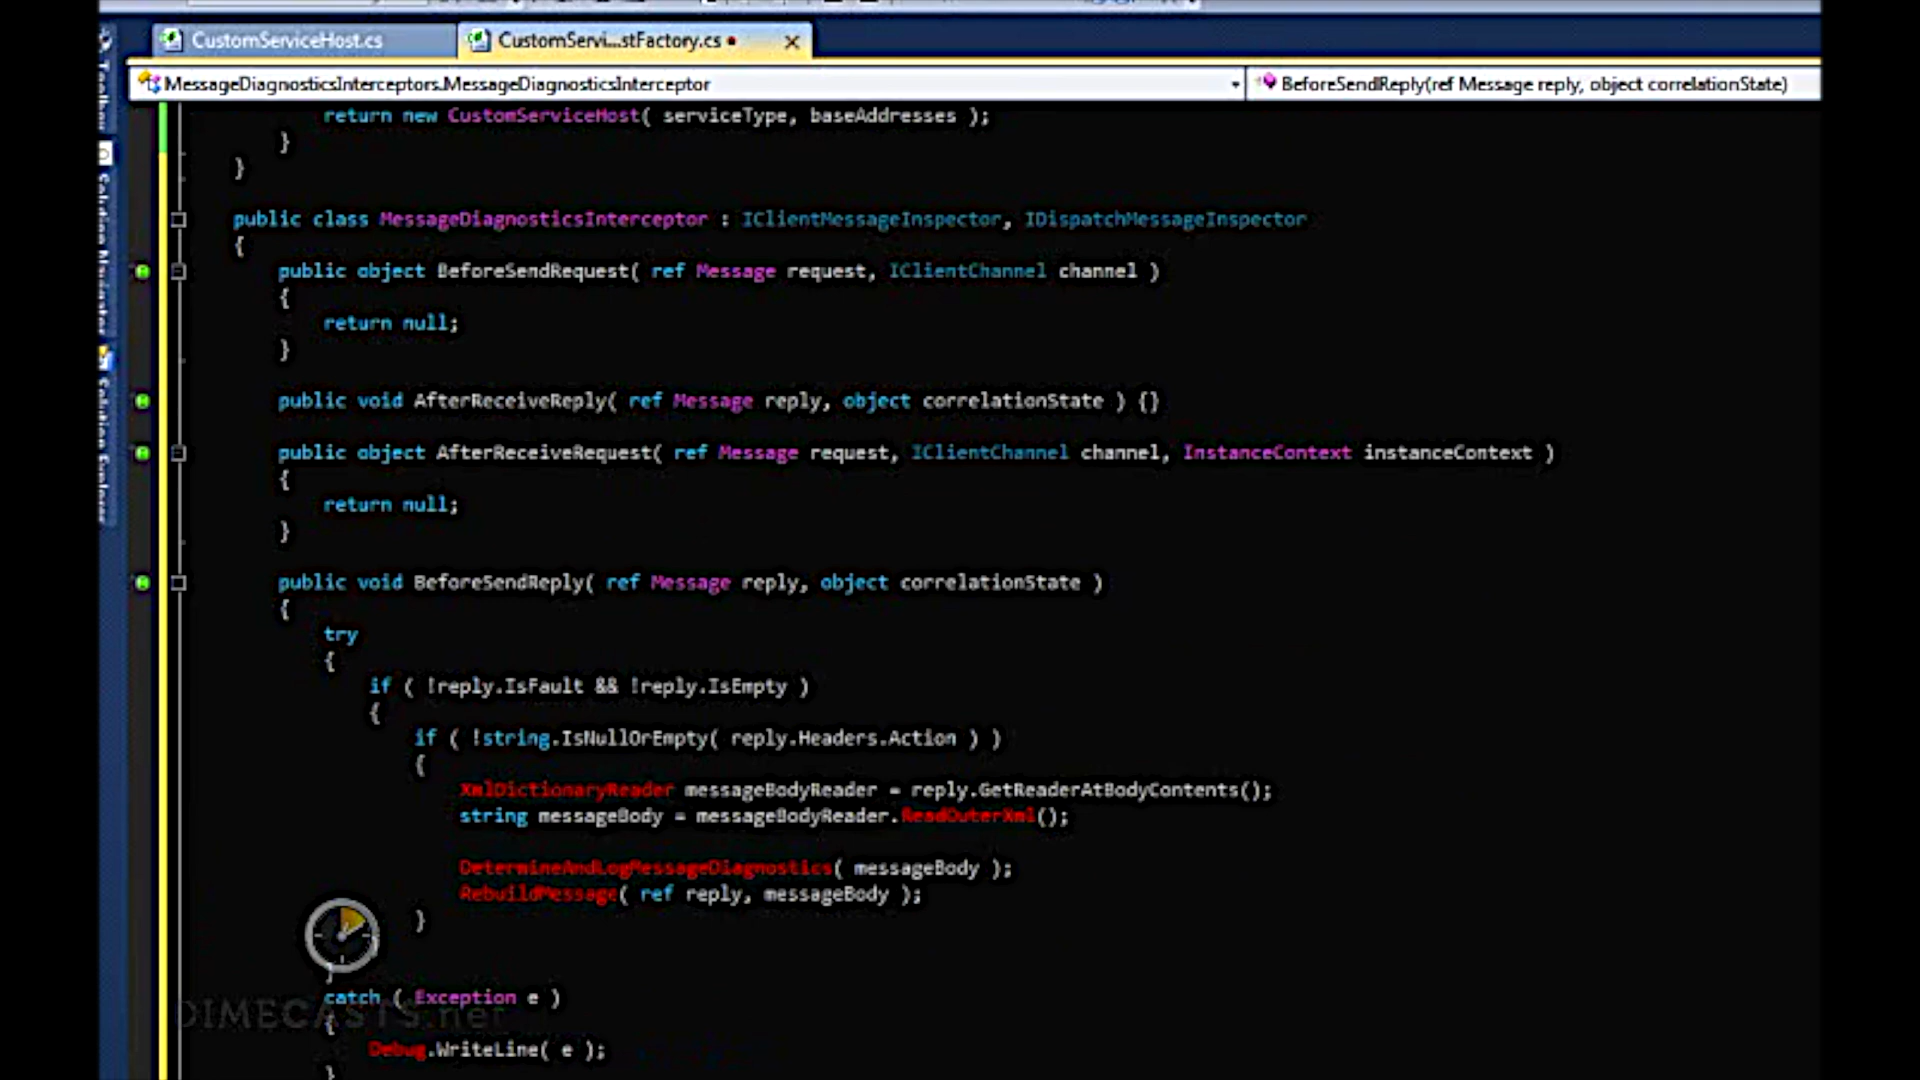 CustomServiceHost.cs
CustomServi...stFactory.cs
MessageDiagnosticsInterceptors.MessageDiagnosticsInterceptor
BeforeSendReply(ref Message reply, object correlationState)
return new CustomServiceHost( serviceType, baseAddresses );
}
}
public class MessageDiagnosticsInterceptor : IClientMessageInspector, IDispatchMessageInspector
{
public object BeforeSendRequest( ref Message request, IClientChannel channel )
{
return null;
}
public void AfterReceiveReply( ref Message reply, object correlationState ) {}
public object AfterReceiveRequest( ref Message request, IClientChannel channel, InstanceContext instanceContext )
{
return null;
}
public void BeforeSendReply( ref Message reply, object correlationState )
{
try
{
if ( !reply.IsFault && !reply.IsEmpty )
{
if ( !string.IsNullOrEmpty( reply.Headers.Action ) )
{
XmlDictionaryReader messageBodyReader = reply.GetReaderAtBodyContents();
string messageBody = messageBodyReader.ReadOuterXml();
DetermineAndLogMessageDiagnostics( messageBody );
RebuildMessage( ref reply, messageBody );
}
}
catch ( Exception e )
{
Debug.WriteLine( e );
}
DIMECASTS.net